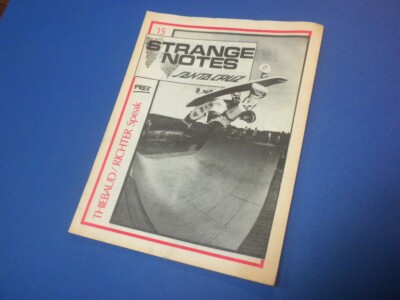 15
STRANGE
NOTES
SANTA CRUZ
FREE
THIEBAUD/RICHTER Speak